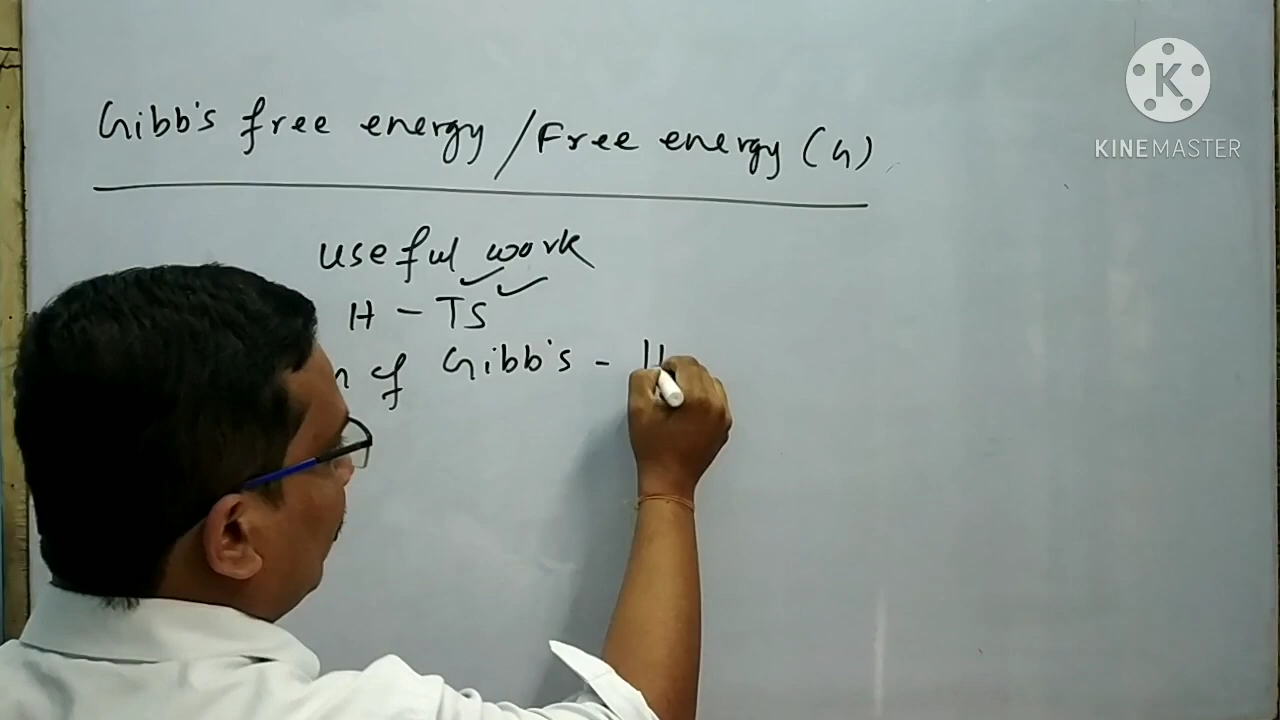 Gibb's free energy / Free energy (G)
useful work
H - TS
of Gibb's - H
K
KINEMASTER